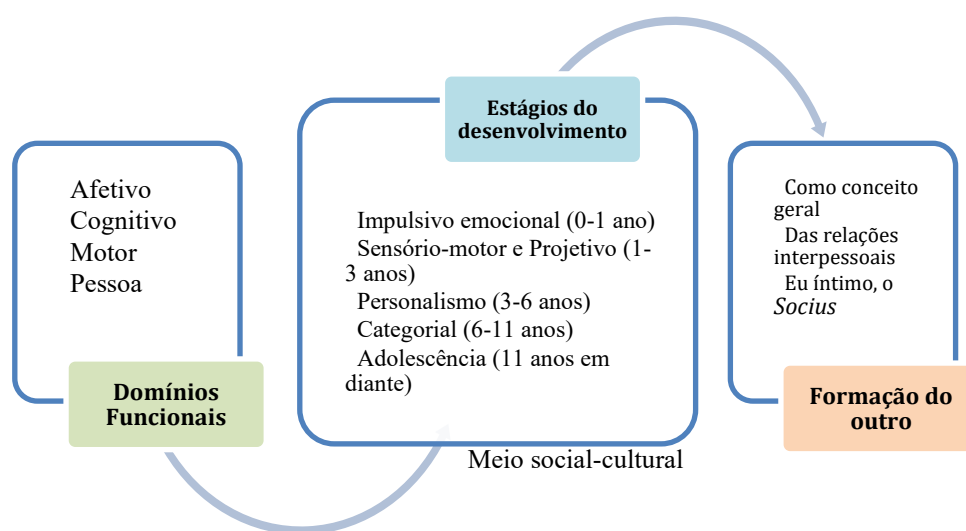 Afetivo
Cognitivo
Motor
Pessoa
Domínios
Funcionais
Estágios do
desenvolvimento
Impulsivo emocional (0-1 ano)
Sensório-motor e Projetivo (1-
3 anos)
Personalismo (3-6 anos)
Categorial (6-11 anos)
Adolescência (11 anos em
diante)
Meio social-cultural
Como conceito
geral
Das relações
interpessoais
Eu íntimo, o
Socius
Formação do
outro